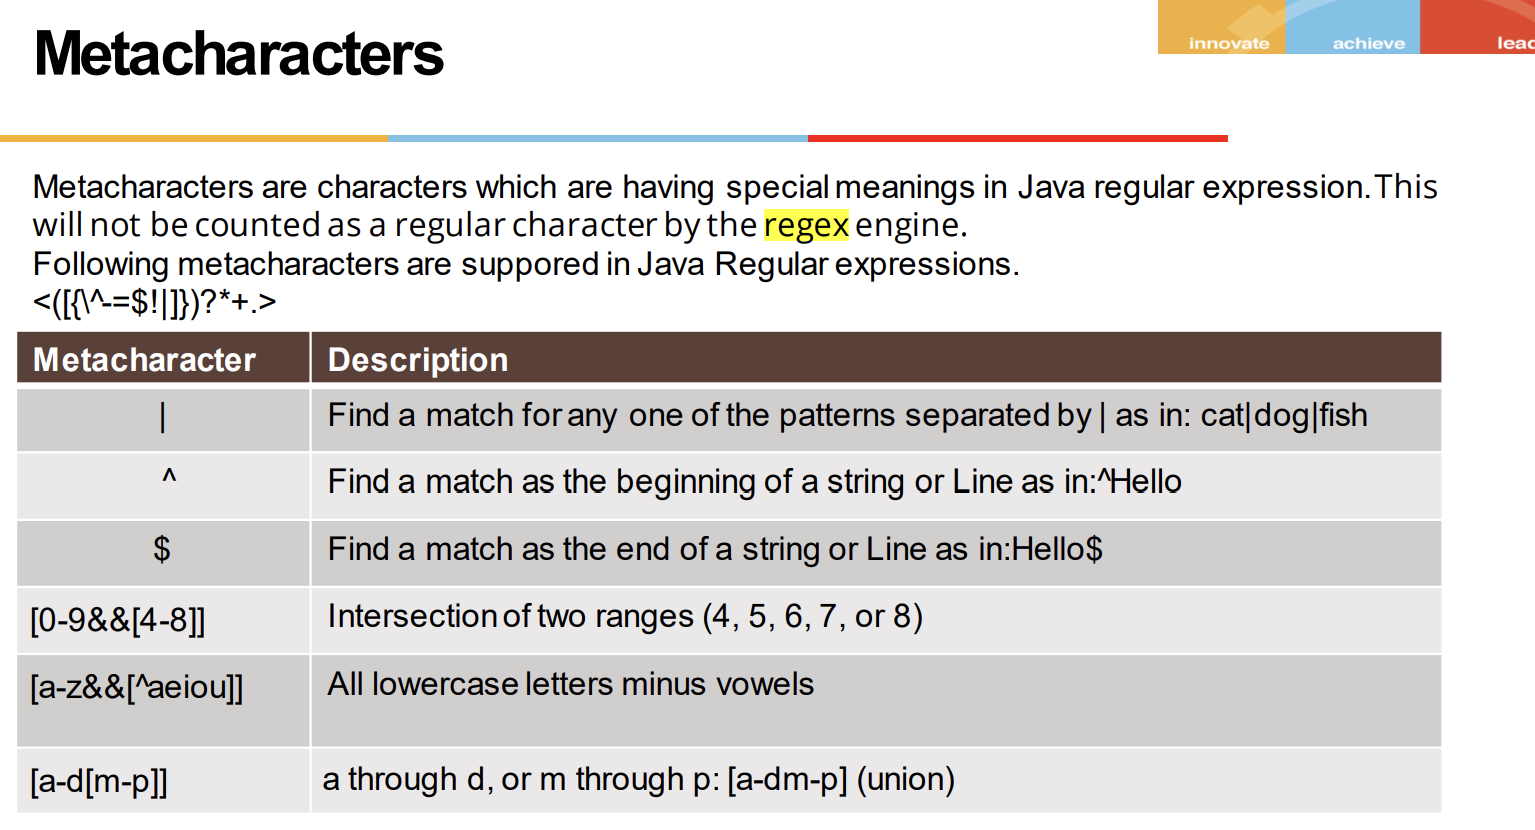 Metacharacters
innovate achieve lead
Metacharacters are characters which are having special meanings in Java regular expression. This
will not be counted as a regular character by the regex engine.
Following metacharacters are suppored in Java Regular expressions.
<([{\^-=$!|]})?*+.>
Metacharacter Description
| Find a match for any one of the patterns separated by | as in: cat|dog|fish
^ Find a match as the beginning of a string or Line as in:^Hello
$ Find a match as the end of a string or Line as in:Hello$
[0-9&&[4-8]] Intersection of two ranges (4, 5, 6, 7, or 8)
[a-z&&[^aeiou]] All lowercase letters minus vowels
[a-d[m-p]] a through d, or m through p: [a-dm-p] (union)